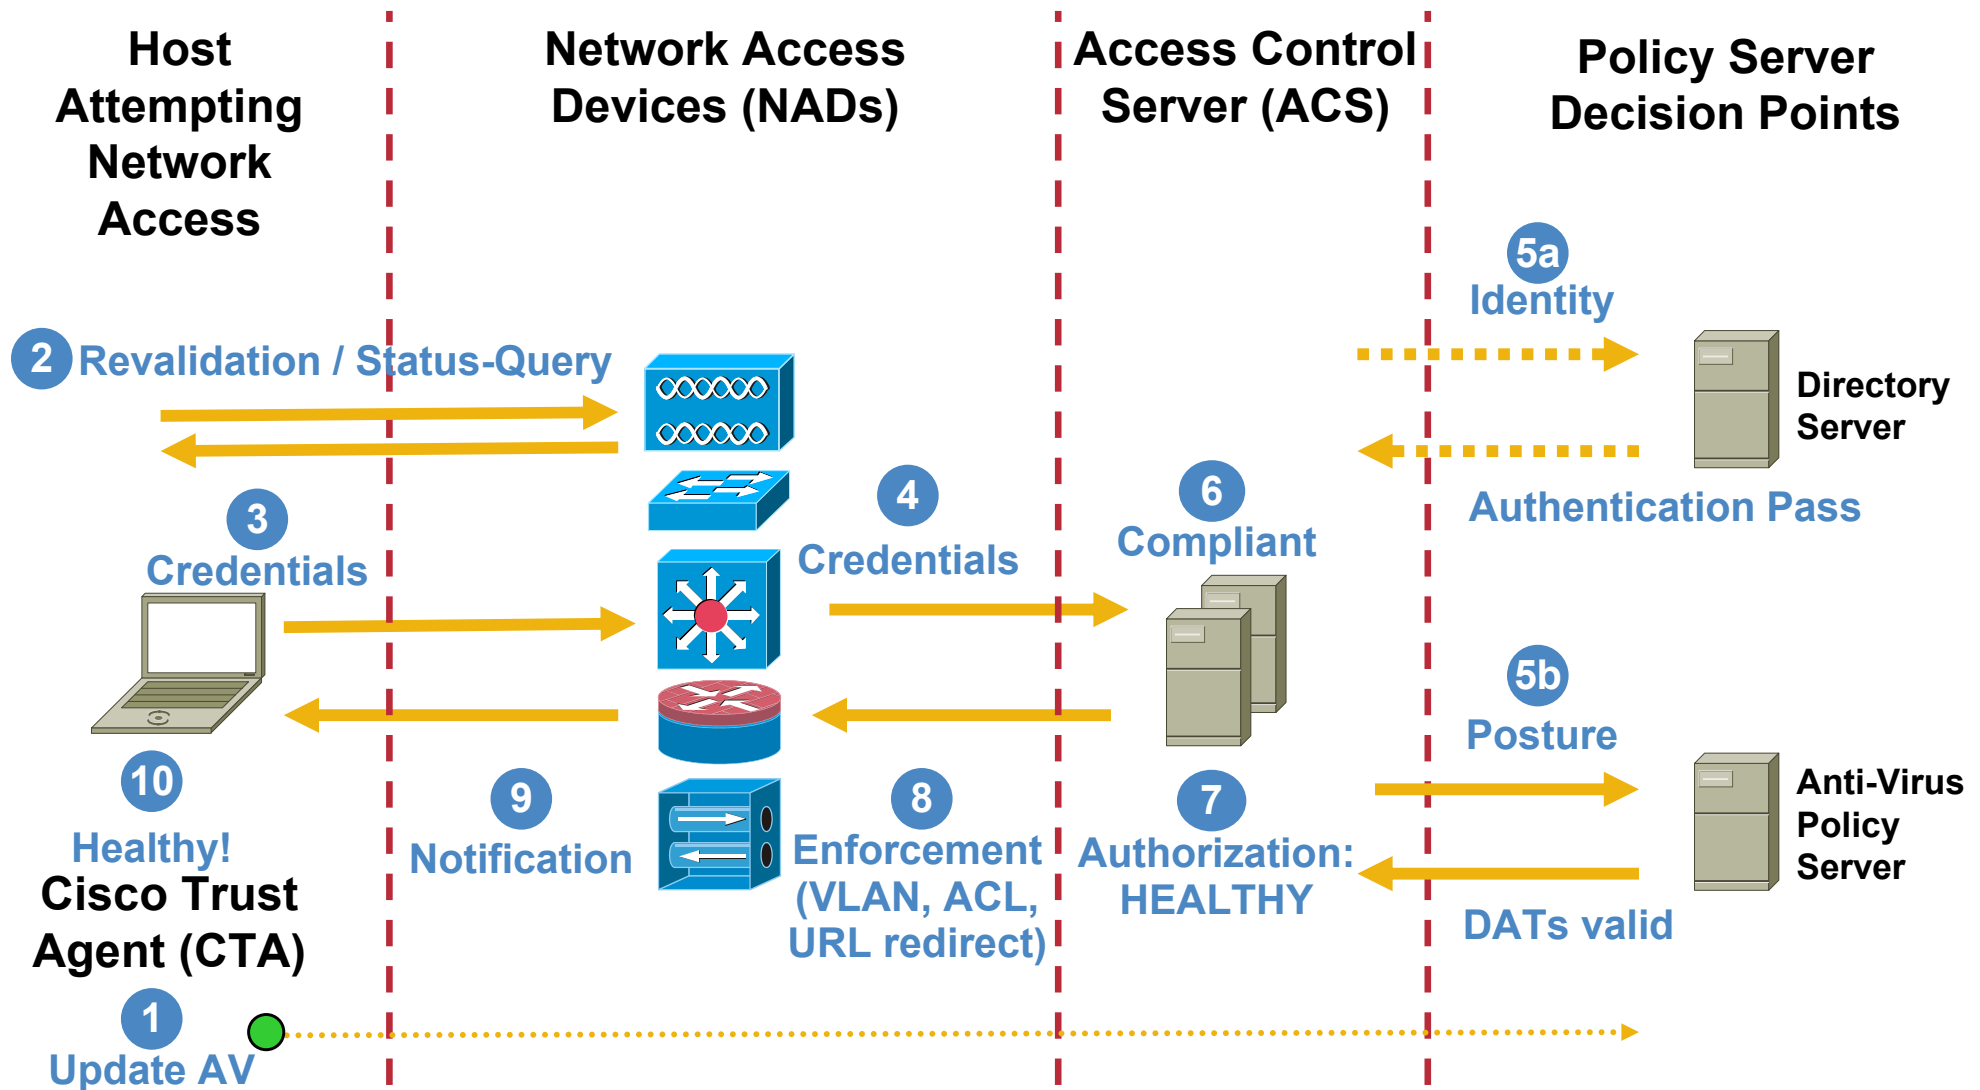 Host
Attempting
Network
Access
Network Access
Devices (NADs)
Access Control
Server (ACS)
Policy Server
Decision Points
5a
Identity
2 Revalidation / Status-Query
Directory
Server
Authentication Pass
3
Credentials
4
Credentials
6
Compliant
5b
Posture
10
Healthy!
Cisco Trust
Agent (CTA)
9
Notification
8
Enforcement
(VLAN, ACL,
URL redirect)
7
Authorization:
HEALTHY
Anti-Virus
Policy
Server
DATs valid
1
Update AV